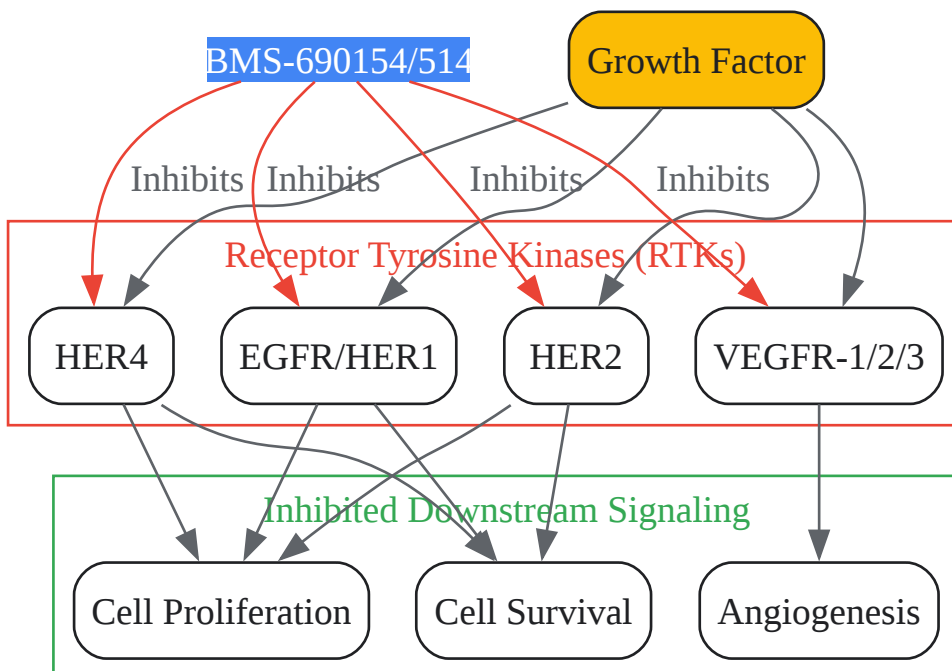 BMS-690154/514
Growth Factor
Inhibits
Inhibits
Inhibits
Inhibits
Receptor Tyrosine Kinases (RTKs)
HER4
EGFR/HER1
HER2
VEGFR-1/2/3
Inhibited Downstream Signaling
Cell Proliferation
Cell Survival
Angiogenesis